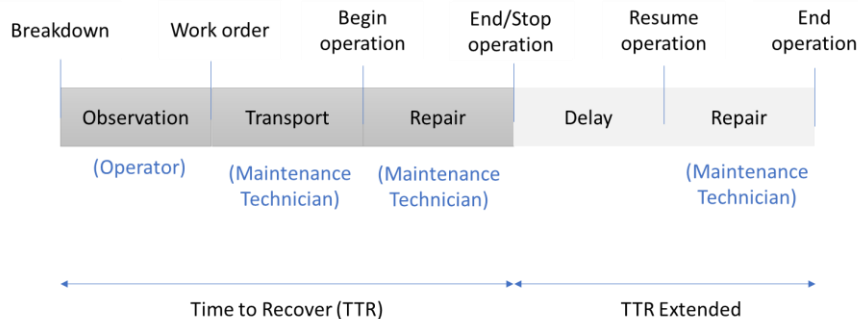 Breakdown
Work order
Begin
operation
End/Stop
operation
Resume
operation
End
operation
Observation
Transport
Repair
Delay
Repair
(Operator)
(Maintenance
Technician)
(Maintenance
Technician)
(Maintenance
Technician)
Time to Recover (TTR)
TTR Extended